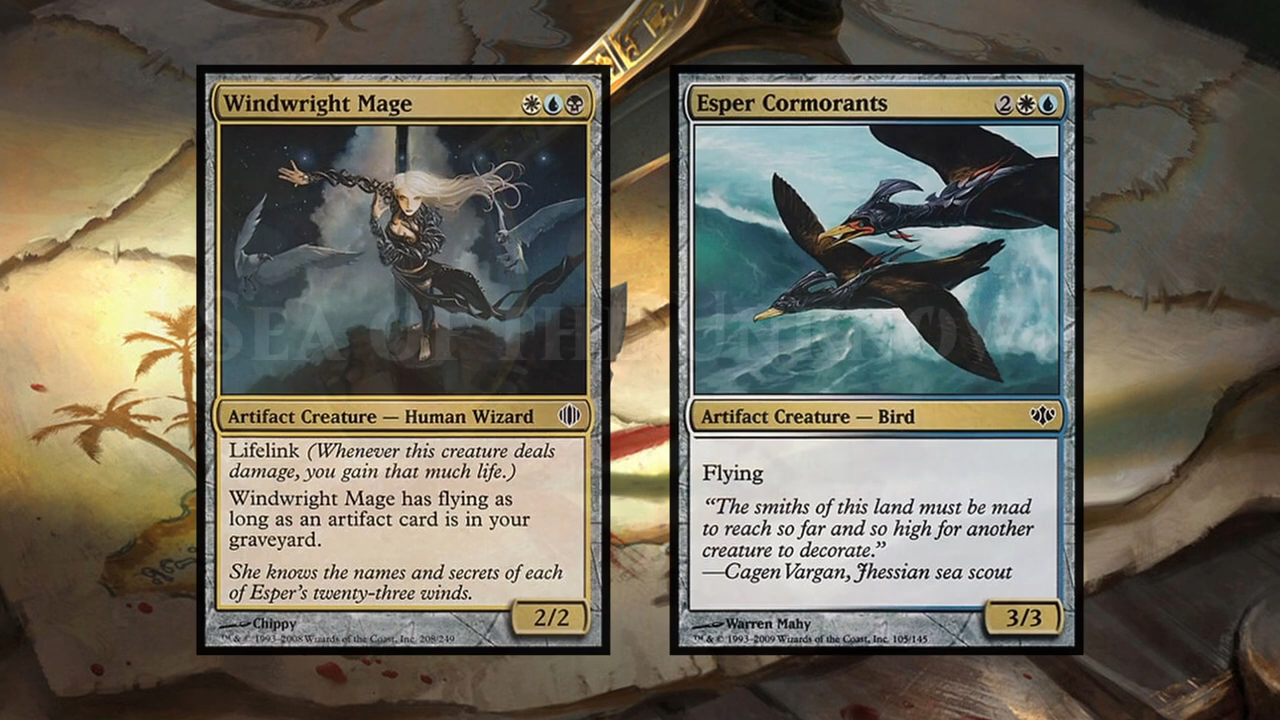 Windwright Mage
Artifact Creature — Human Wizard
Lifelink (Whenever this creature deals
damage, you gain that much life.)
Windwright Mage has flying as
long as an artifact card is in your
graveyard.
She knows the names and secrets of each
of Esper's twenty-three winds.
2/2
Chippy
™ & © 1993–2008 Wizards of the Coast, Inc. 208/249
Esper Cormorants
2
Artifact Creature — Bird
Flying
"The smiths of this land must be mad
to reach so far and so high for another
creature to decorate."
—Cagen Vargan, Jhessian sea scout
3/3
Warren Mahy
™ & © 1993–2009 Wizards of the Coast, Inc. 105/145
Sea of the Unknown